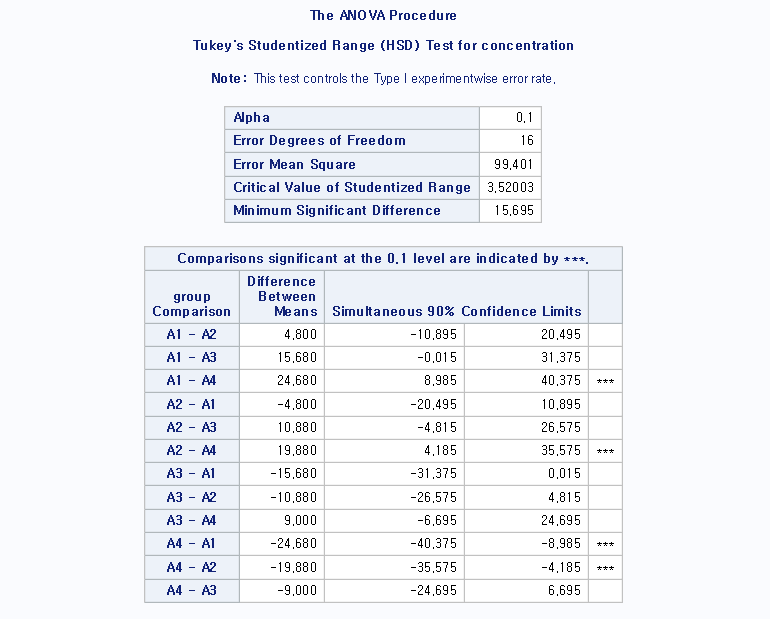 The ANOVA Procedure
Tukey's Studentized Range (HSD) Test for concentration
Note: This test controls the Type I experimentwise error rate.
Alpha 0.1
Error Degrees of Freedom 16
Error Mean Square 99.401
Critical Value of Studentized Range 3.52003
Minimum Significant Difference 15.695
Comparisons significant at the 0.1 level are indicated by ***.
group Comparison Difference Between Means Simultaneous 90% Confidence Limits
A1 - A2 4.800 -10.895 20.495
A1 - A3 15.680 -0.015 31.375
A1 - A4 24.680 8.985 40.375 ***
A2 - A1 -4.800 -20.495 10.895
A2 - A3 10.880 -4.815 26.575
A2 - A4 19.880 4.185 35.575 ***
A3 - A1 -15.680 -31.375 0.015
A3 - A2 -10.880 -26.575 4.815
A3 - A4 9.000 -6.695 24.695
A4 - A1 -24.680 -40.375 -8.985 ***
A4 - A2 -19.880 -35.575 -4.185 ***
A4 - A3 -9.000 -24.695 6.695